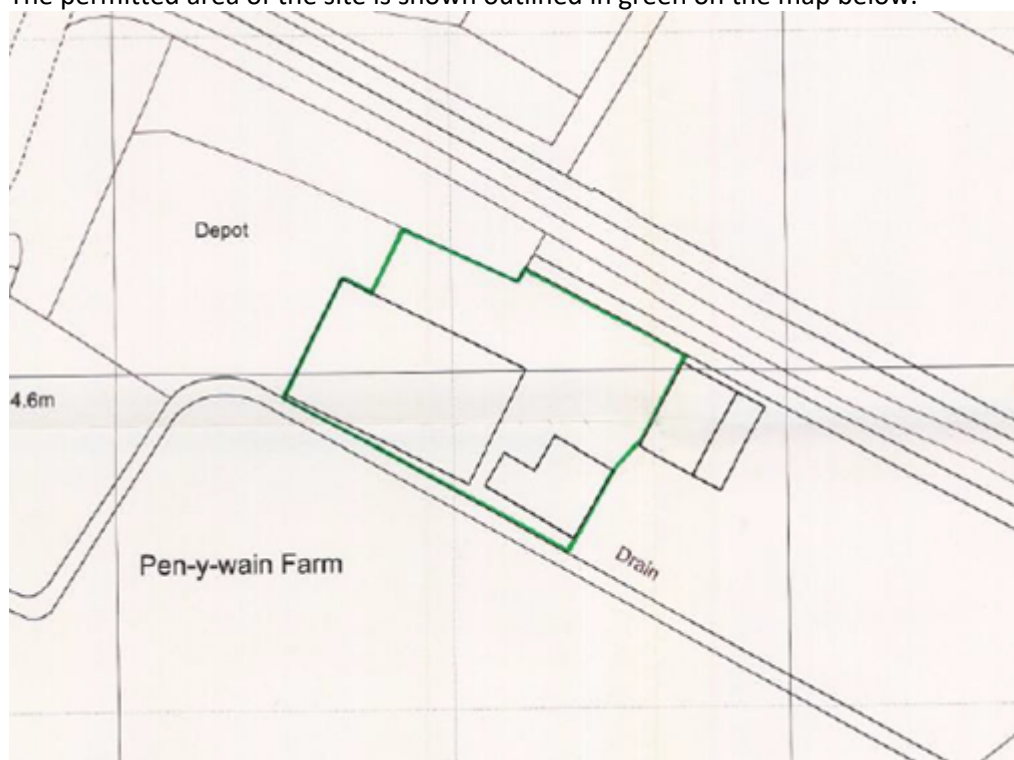 The permitted area of the site is shown outlined in green on the map below.
Depot
4.6m
Pen-y-wain Farm
Drain